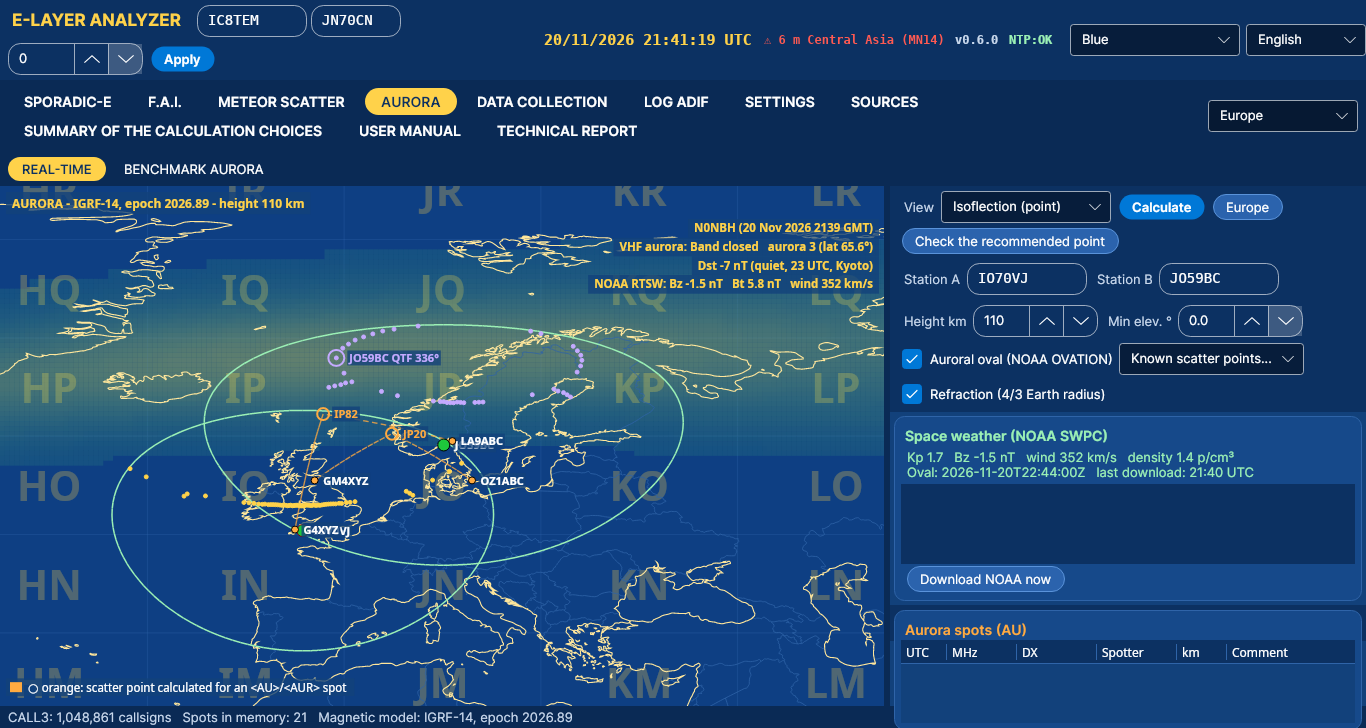 E-LAYER ANALYZER
IC8TEM
JN70CN
0
Apply
20/11/2026 21:41:19 UTC
⚠ 6 m Central Asia (MN14)
v0.6.0
NTP:OK
Blue
English
SPORADIC-E
F.A.I.
METEOR SCATTER
AURORA
DATA COLLECTION
LOG ADIF
SETTINGS
SOURCES
SUMMARY OF THE CALCULATION CHOICES
USER MANUAL
TECHNICAL REPORT
Europe
REAL-TIME
BENCHMARK AURORA
JR
KR
LR
AURORA - IGRF-14, epoch 2026.89 - height 110 km
N0NBH (20 Nov 2026 2139 GMT)
VHF aurora: Band closed aurora 3 (lat 65.6°)
Dst -7 nT (quiet, 23 UTC, Kyoto)
NOAA RTSW: Bz -1.5 nT Bt 5.8 nT wind 352 km/s
HQ
IQ
JQ
KQ
LQ
JO59BC QTF 336°
HP
IP
KP
LP
IP82
JP20
LA9ABC
GM4XYZ
OZ1ABC
HO
IO
JO
KO
LO
G4XYZ VJ
HN
IN
JN
KN
LN
HM
IM
JM
KM
LM
orange: scatter point calculated for an <AU>/<AUR> spot
CALL3: 1,048,861 callsigns Spots in memory: 21 Magnetic model: IGRF-14, epoch 2026.89
View
Isoflection (point)
Calculate
Europe
Check the recommended point
Station A
IO70VJ
Station B
JO59BC
Height km
110
Min elev. °
0.0
Auroral oval (NOAA OVATION)
Known scatter points...
Refraction (4/3 Earth radius)
Space weather (NOAA SWPC)
Kp 1.7 Bz -1.5 nT wind 352 km/s density 1.4 p/cm³
Oval: 2026-11-20T22:44:00Z last download: 21:40 UTC
Download NOAA now
Aurora spots (AU)
UTC
MHz
DX
Spotter
km
Comment